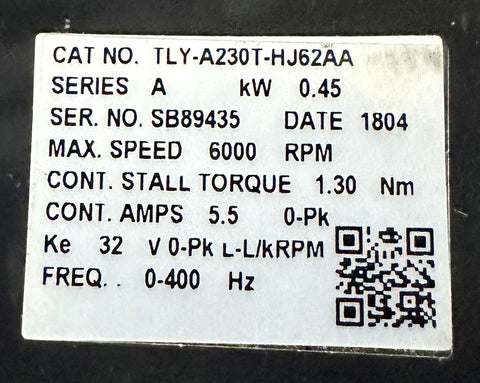 CAT NO. TLY-A230T-HJ62AA
SERIES A kW 0.45
SER. NO. SB89435 DATE 1804
MAX. SPEED 6000 RPM
CONT. STALL TORQUE 1.30 Nm
CONT. AMPS 5.5 0-Pk
Ke 32 V 0-Pk L-L/kRPM
FREQ. . 0-400 Hz